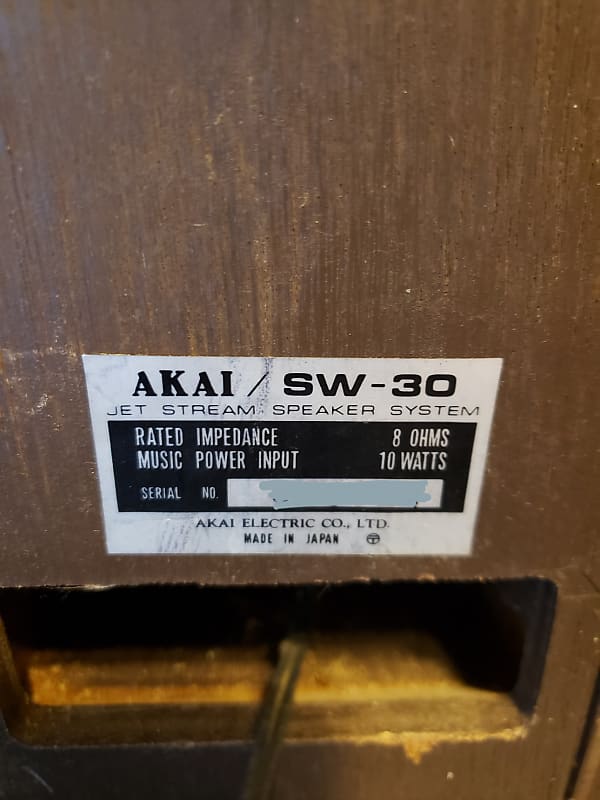 AKAI / SW-30
JET STREAM SPEAKER SYSTEM
RATED IMPEDANCE 8 OHMS
MUSIC POWER INPUT 10 WATTS
SERIAL NO.
AKAI ELECTRIC CO., LTD.
MADE IN JAPAN